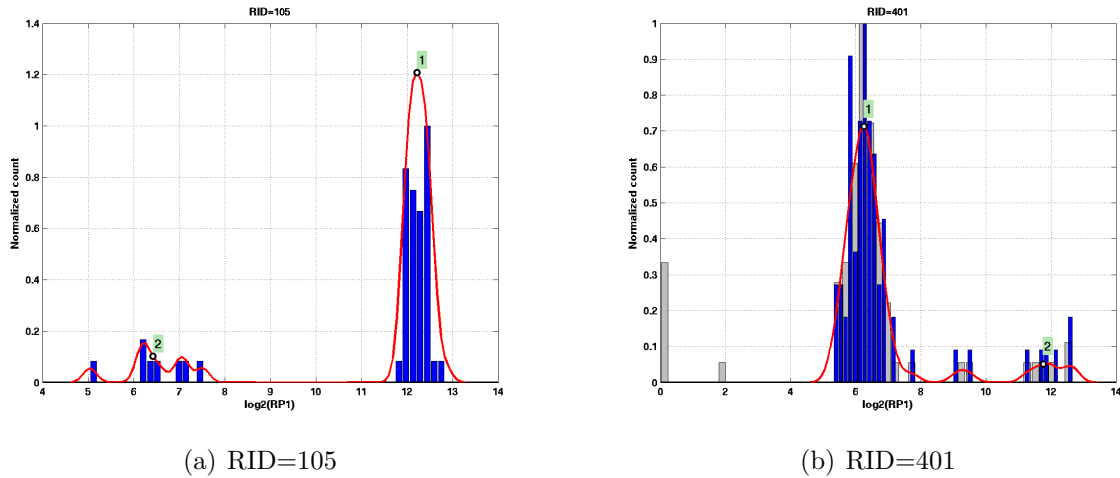 RID=105
1.4
1.2
1
0.8
0.6
0.4
0.2
0
4 5 6 7 8 9 10 11 12 13 14
log2(RP1)
Normalized count
1
2
(a) RID=105
RID=401
1
0.9
0.8
0.7
0.6
0.5
0.4
0.3
0.2
0.1
0
0 2 4 6 8 10 12 14
log2(RP1)
Normalized count
1
2
(b) RID=401